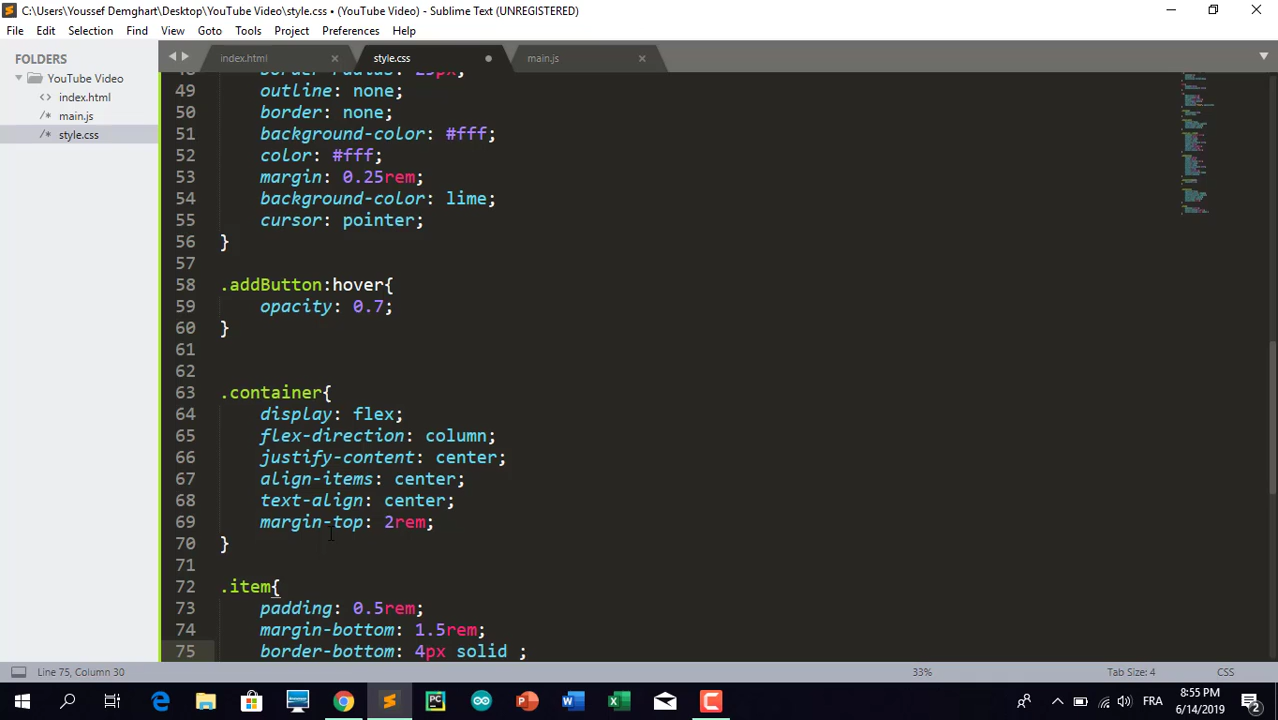 C:\Users\Youssef Demghart\Desktop\YouTube Video\style.css • (YouTube Video) - Sublime Text (UNREGISTERED)
File Edit Selection Find View Goto Tools Project Preferences Help
FOLDERS
YouTube Video
index.html
main.js
style.css
index.html
style.css
main.js
48 border-radius: 25px;
49 outline: none;
50 border: none;
51 background-color: #fff;
52 color: #fff;
53 margin: 0.25rem;
54 background-color: lime;
55 cursor: pointer;
56 }
57
58 .addButton:hover{
59 opacity: 0.7;
60 }
61
62
63 .container{
64 display: flex;
65 flex-direction: column;
66 justify-content: center;
67 align-items: center;
68 text-align: center;
69 margin-top: 2rem;
70 }
71
72 .item{
73 padding: 0.5rem;
74 margin-bottom: 1.5rem;
75 border-bottom: 4px solid ;
Line 75, Column 30
33%
Tab Size: 4
CSS
FRA
8:55 PM
6/14/2019
2